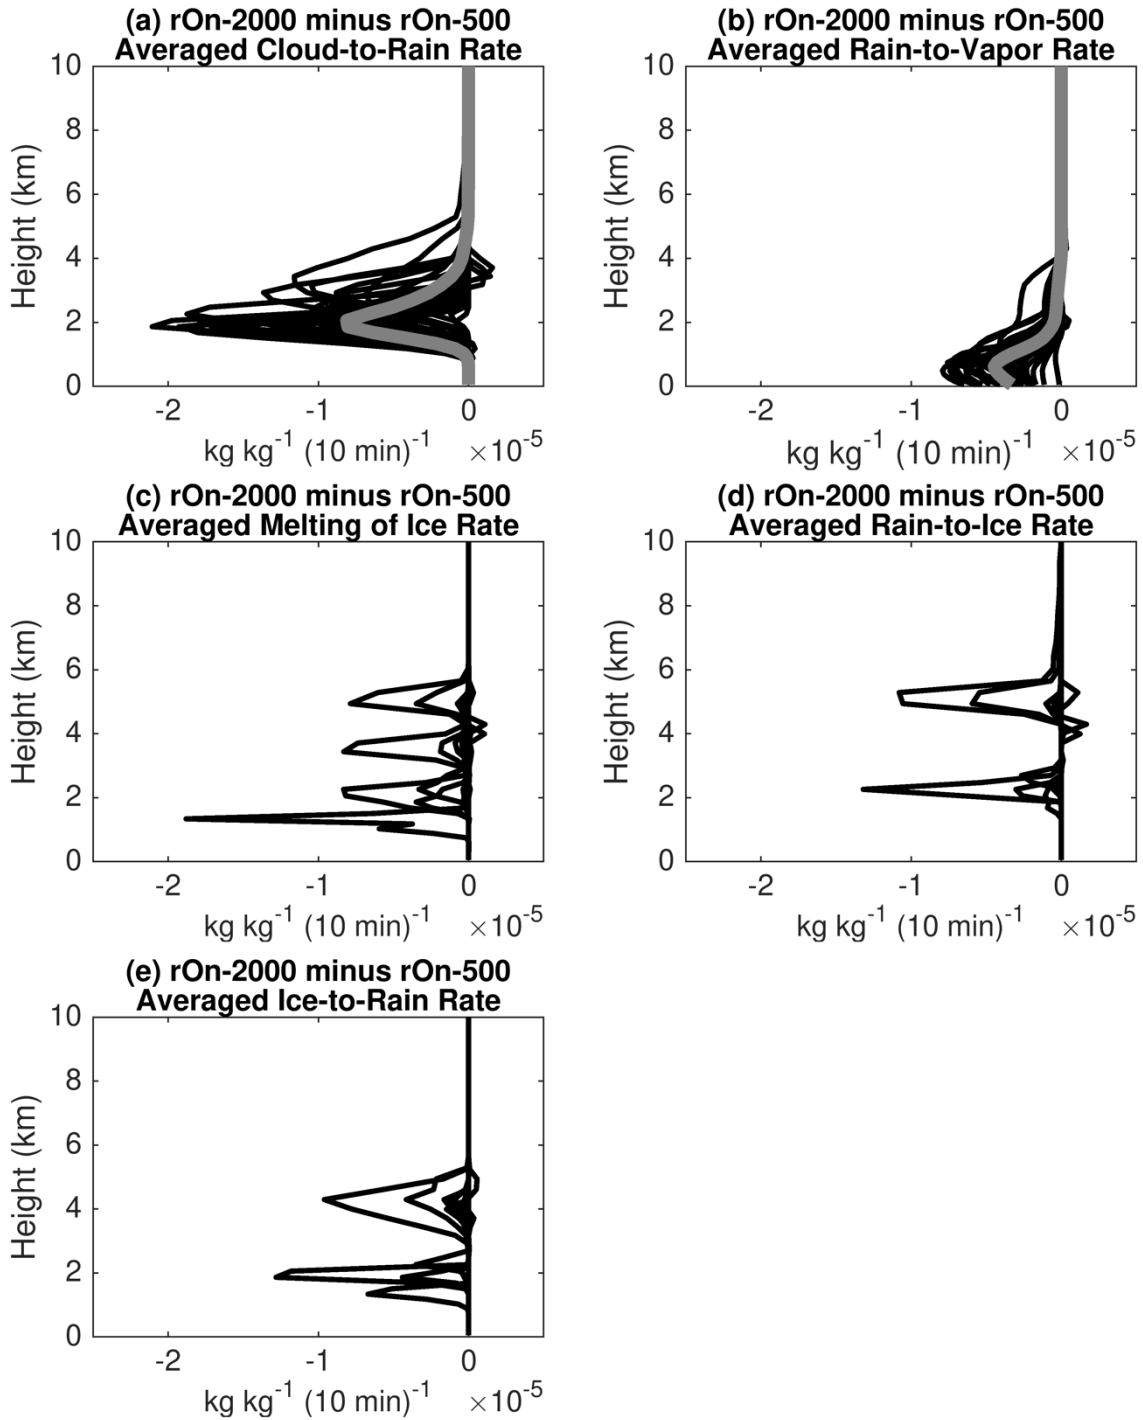 (a) rOn-2000 minus rOn-500
Averaged Cloud-to-Rain Rate
10
8
6
4
2
0
Height (km)
-2 -1 0
kg kg⁻¹ (10 min)⁻¹ ×10⁻⁵
(b) rOn-2000 minus rOn-500
Averaged Rain-to-Vapor Rate
10
8
6
4
2
0
Height (km)
-2 -1 0
kg kg⁻¹ (10 min)⁻¹ ×10⁻⁵
(c) rOn-2000 minus rOn-500
Averaged Melting of Ice Rate
10
8
6
4
2
0
Height (km)
-2 -1 0
kg kg⁻¹ (10 min)⁻¹ ×10⁻⁵
(d) rOn-2000 minus rOn-500
Averaged Rain-to-Ice Rate
10
8
6
4
2
0
Height (km)
-2 -1 0
kg kg⁻¹ (10 min)⁻¹ ×10⁻⁵
(e) rOn-2000 minus rOn-500
Averaged Ice-to-Rain Rate
10
8
6
4
2
0
Height (km)
-2 -1 0
kg kg⁻¹ (10 min)⁻¹ ×10⁻⁵